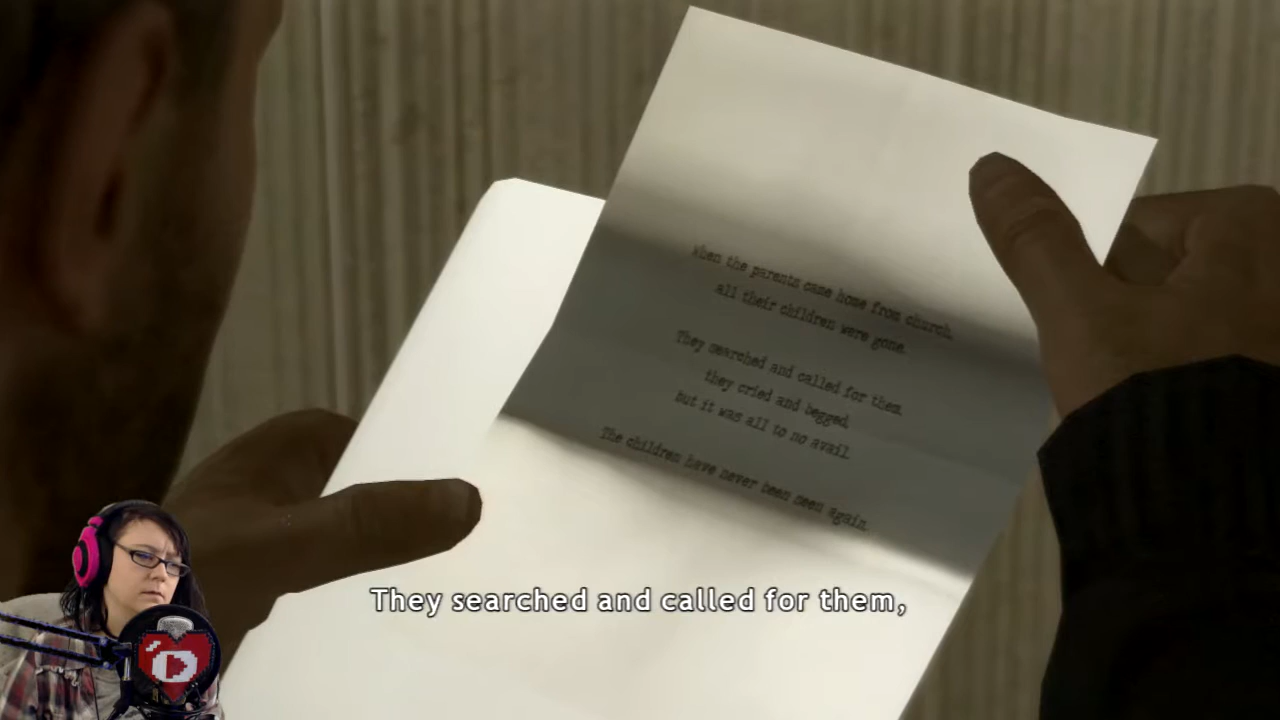 When the parents came home from church,
all their children were gone.
They searched and called for them,
they cried and begged,
but it was all to no avail.
The children have never been seen again.
They searched and called for them,